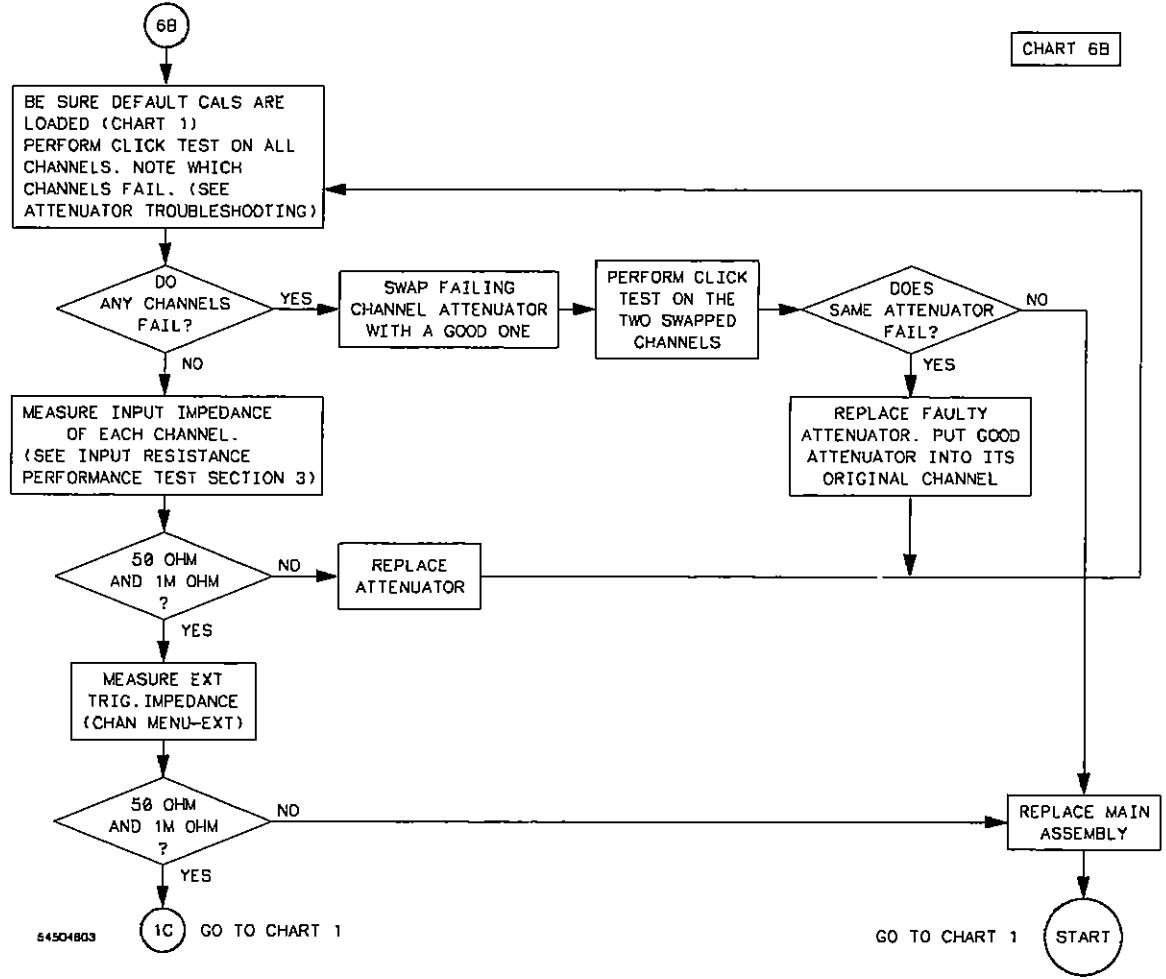 6B
CHART 6B
BE SURE DEFAULT CALS ARE
LOADED (CHART 1)
PERFORM CLICK TEST ON ALL
CHANNELS. NOTE WHICH
CHANNELS FAIL. (SEE
ATTENUATOR TROUBLESHOOTING)
DO
ANY CHANNELS
FAIL?
YES
SWAP FAILING
CHANNEL ATTENUATOR
WITH A GOOD ONE
PERFORM CLICK
TEST ON THE
TWO SWAPPED
CHANNELS
DOES
SAME ATTENUATOR
FAIL?
NO
NO
YES
MEASURE INPUT IMPEDANCE
OF EACH CHANNEL.
(SEE INPUT RESISTANCE
PERFORMANCE TEST SECTION 3)
REPLACE FAULTY
ATTENUATOR. PUT GOOD
ATTENUATOR INTO ITS
ORIGINAL CHANNEL
50 OHM
AND 1M OHM
?
NO
REPLACE
ATTENUATOR
YES
MEASURE EXT
TRIG.IMPEDANCE
(CHAN MENU-EXT)
50 OHM
AND 1M OHM
?
NO
REPLACE MAIN
ASSEMBLY
YES
54504803
1C
GO TO CHART 1
GO TO CHART 1
START